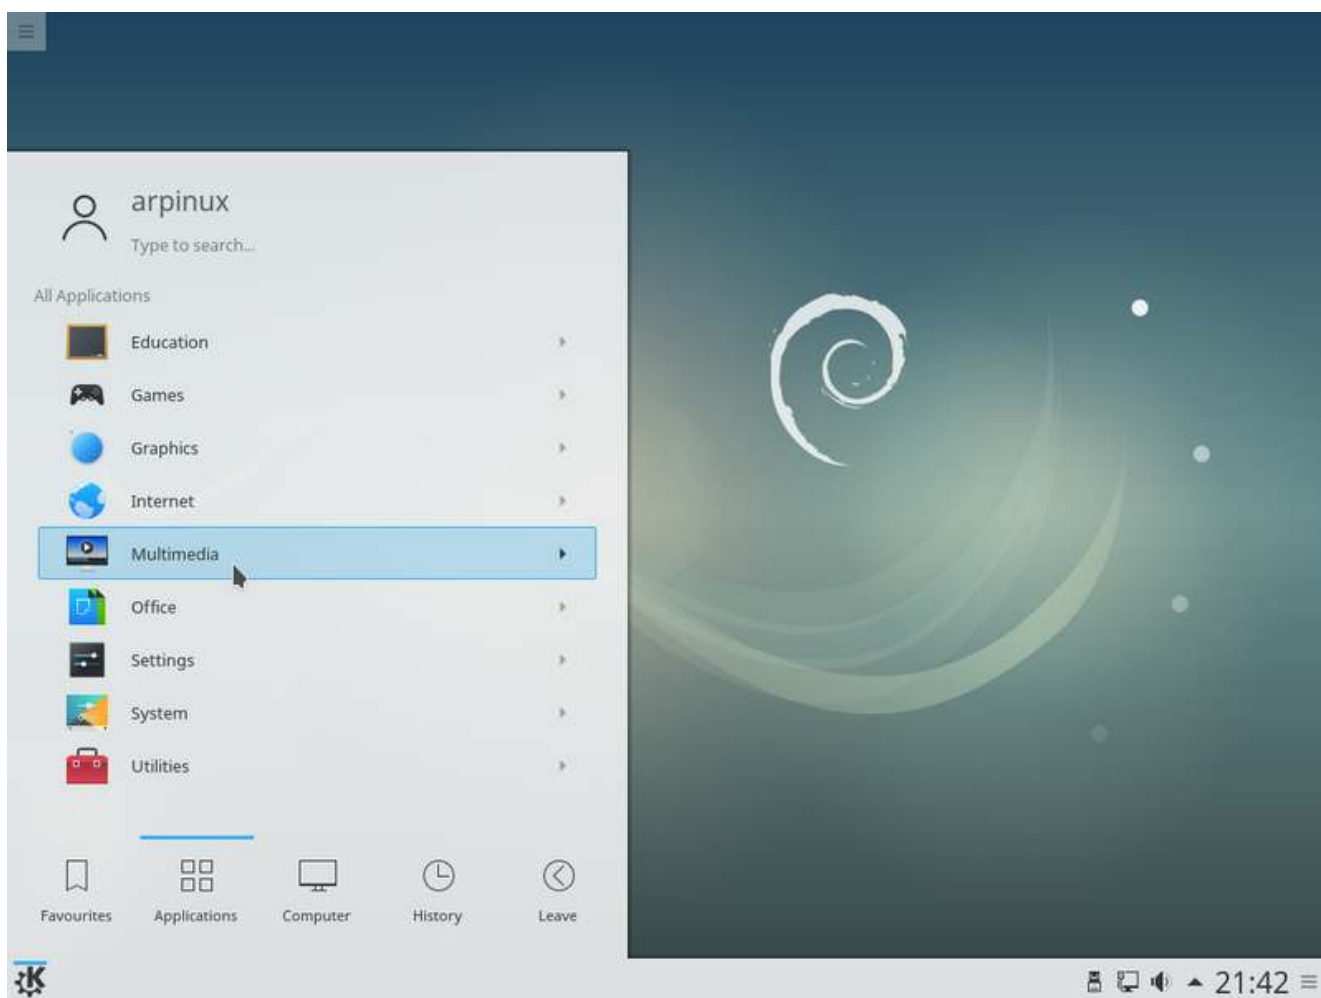 arpinux
Type to search...
All Applications
Education
Games
Graphics
Internet
Multimedia
Office
Settings
System
Utilities
Favourites Applications Computer History Leave
21:42